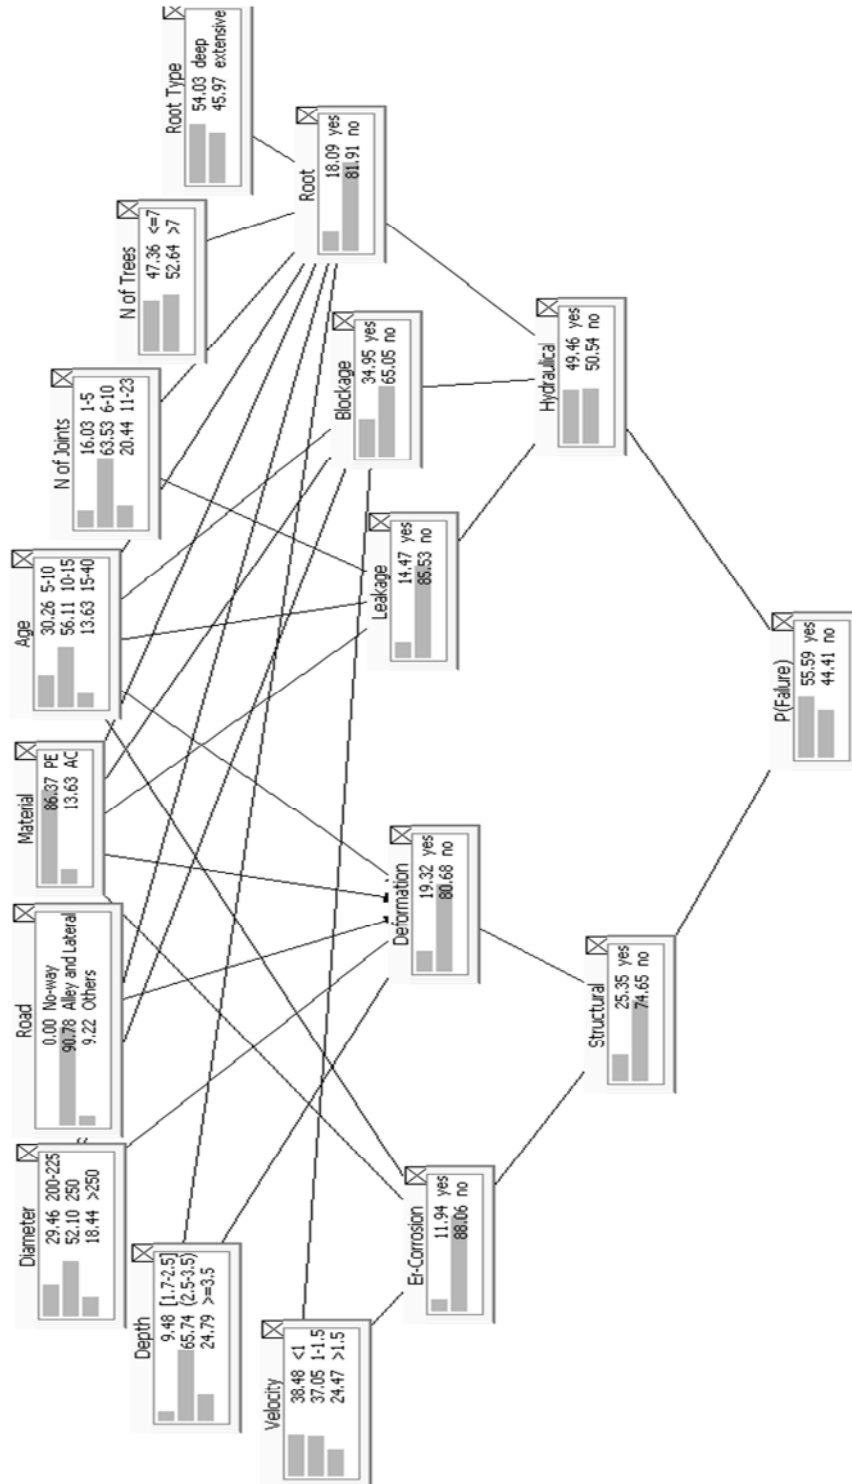 Diameter
29.46 200-225
52.10 250
18.44 >250
Road
0.00 No-way
90.78 Alley and Lateral
9.22 Others
Material
86.37 PE
13.63 AC
Age
30.26 5-10
56.11 10-15
13.63 15-40
N of Joints
16.03 1-5
63.53 6-10
20.44 11-23
N of Trees
47.36 <=7
52.64 >7
Root Type
54.03 deep
45.97 extensive
Depth
9.48 [1.7-2.5]
65.74 (2.5-3.5)
24.79 >=3.5
Velocity
38.48 <1
37.05 1-1.5
24.47 >1.5
Er-Corrosion
11.94 yes
88.06 no
Deformation
19.32 yes
80.68 no
Leakage
14.47 yes
85.53 no
Blockage
34.95 yes
65.05 no
Root
18.09 yes
81.91 no
Structural
25.35 yes
74.65 no
Hydraulical
49.46 yes
50.54 no
P(Failure)
55.59 yes
44.41 no